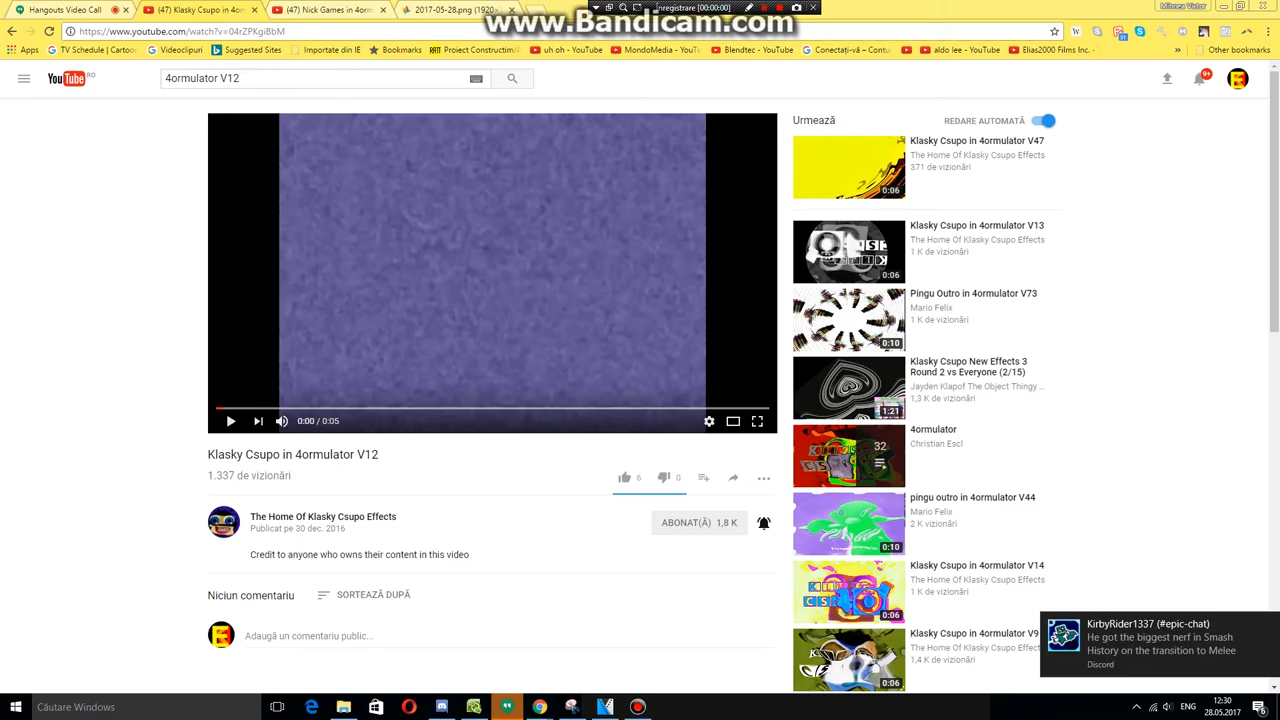 Hangouts Video Call
(47) Klasky Csupo in 4orm
(47) Nick Games in 4orm
2017-05-28.png (1920×
www.Bandicam.com
Înregistrare [00:00:00]
Milnea Victor
https://www.youtube.com/watch?v=04rZPKgiBbM
Apps
TV Schedule | Cartoon
Videoclipuri
Suggested Sites
Importate din IE
Bookmarks
Proiect Constructim/
uh oh - YouTube
MondoMedia - YouT
Blendtec - YouTube
Conectați-vă – Contu
aldo lee - YouTube
Elias2000 Films Inc. -
Other bookmarks
YouTube RO
4ormulator V12
9+
Urmează
REDARE AUTOMATĂ
Klasky Csupo in 4ormulator V47
The Home Of Klasky Csupo Effects
371 de vizionări
0:06
Klasky Csupo in 4ormulator V13
The Home Of Klasky Csupo Effects
1 K de vizionări
0:06
Pingu Outro in 4ormulator V73
Mario Felix
1 K de vizionări
0:10
Klasky Csupo New Effects 3
Round 2 vs Everyone (2/15)
Jayden Klapof The Object Thingy ...
1,3 K de vizionări
1:21
4ormulator
Christian Escl
32
pingu outro in 4ormulator V44
Mario Felix
2 K de vizionări
0:10
Klasky Csupo in 4ormulator V14
The Home Of Klasky Csupo Effects
1 K de vizionări
0:06
Klasky Csupo in 4ormulator V9
The Home Of Klasky Csupo Effec
1,4 K de vizionări
0:06
0:00 / 0:05
Klasky Csupo in 4ormulator V12
1.337 de vizionări
6
0
The Home Of Klasky Csupo Effects
Publicat pe 30 dec. 2016
ABONAT(Ă) 1,8 K
Credit to anyone who owns their content in this video
Niciun comentariu
SORTEAZĂ DUPĂ
Adaugă un comentariu public...
KirbyRider1337 (#epic-chat)
He got the biggest nerf in Smash
History on the transition to Melee
Discord
Căutare Windows
ENG
12:30
28.05.2017
6